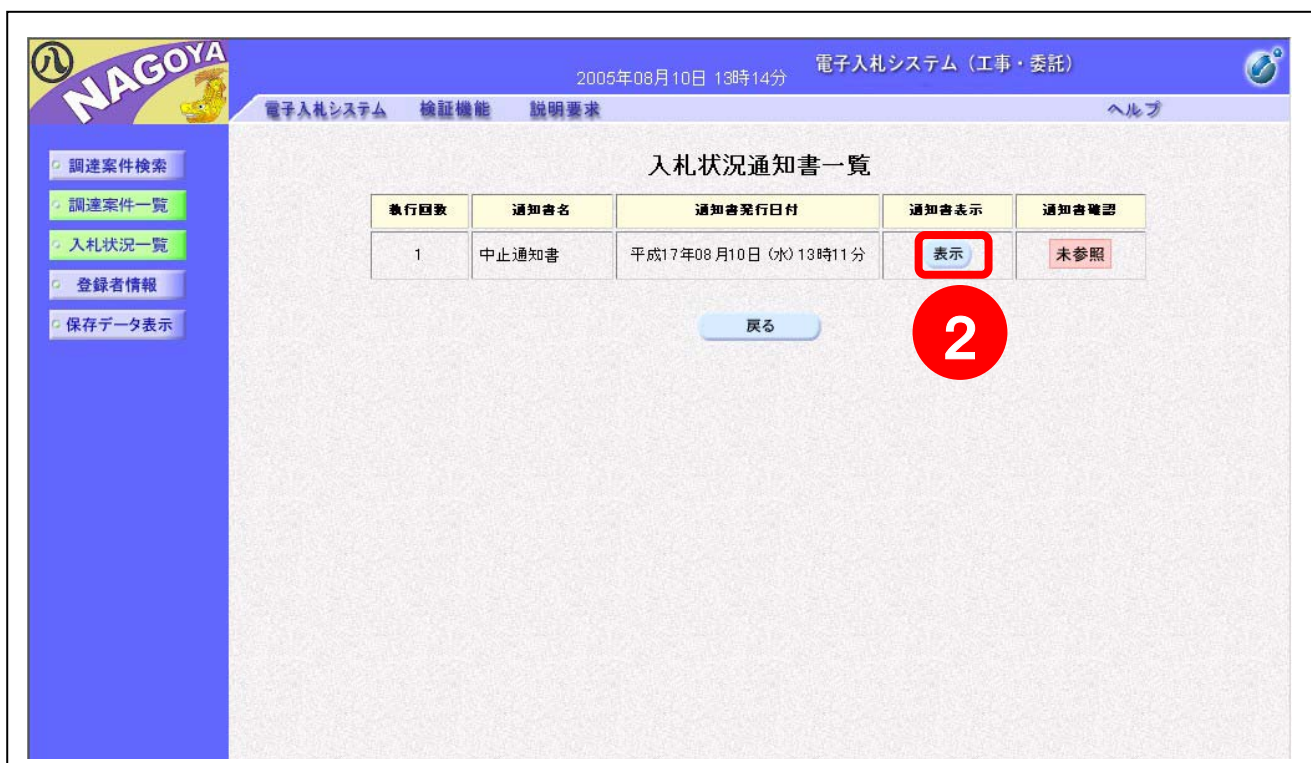 八
NAGOYA
2005年08月10日 13時14分
電子入札システム（工事・委託）
電子入札システム 検証機能 説明要求 ヘルプ
調達案件検索
調達案件一覧
入札状況一覧
登録者情報
保存データ表示
入札状況通知書一覧
執行回数 通知書名 通知書発行日付 通知書表示 通知書確認
1 中止通知書 平成17年08月10日（水）13時11分 表示 未参照
戻る
2